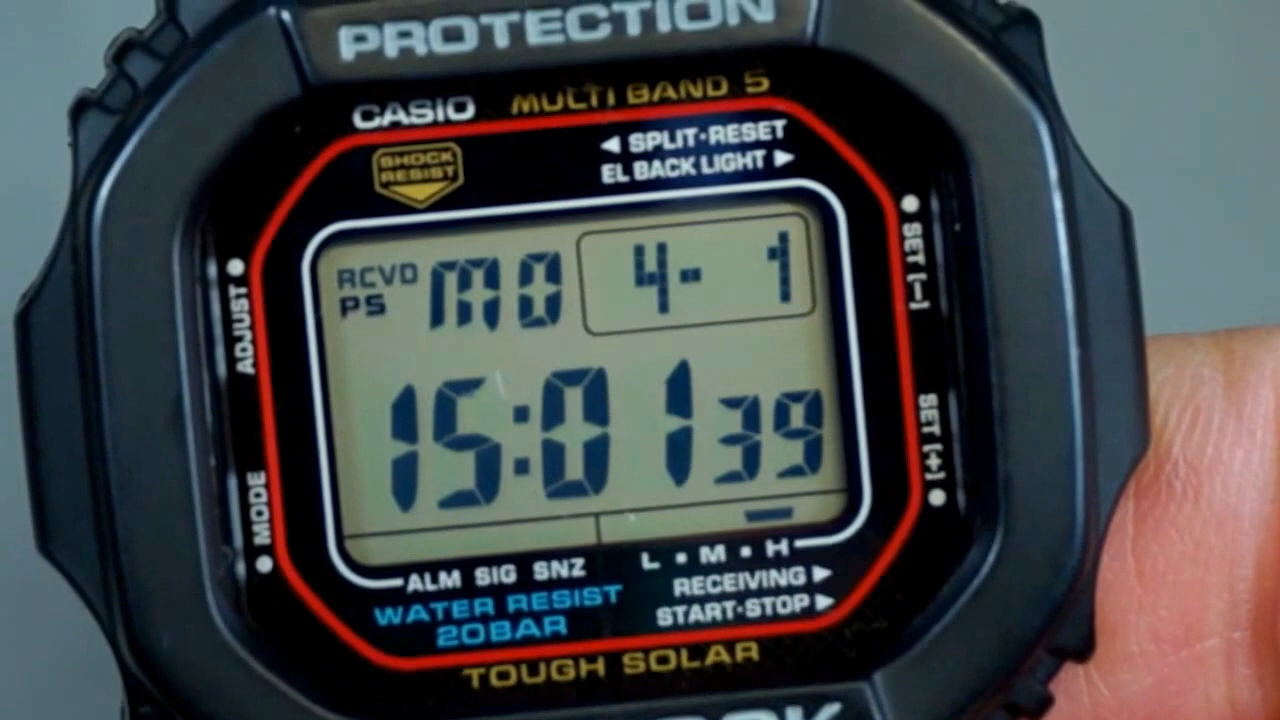 PROTECTION
CASIO MULTI BAND 5
SHOCK
RESIST
◀ SPLIT·RESET
EL BACK LIGHT ▶
RCVD
PS
MO
4- 1
15:01 39
ADJUST
MODE
SET (−)
SET (+)
ALM SIG SNZ
L · M · H
RECEIVING ▶
START·STOP ▶
WATER RESIST
20BAR
TOUGH SOLAR